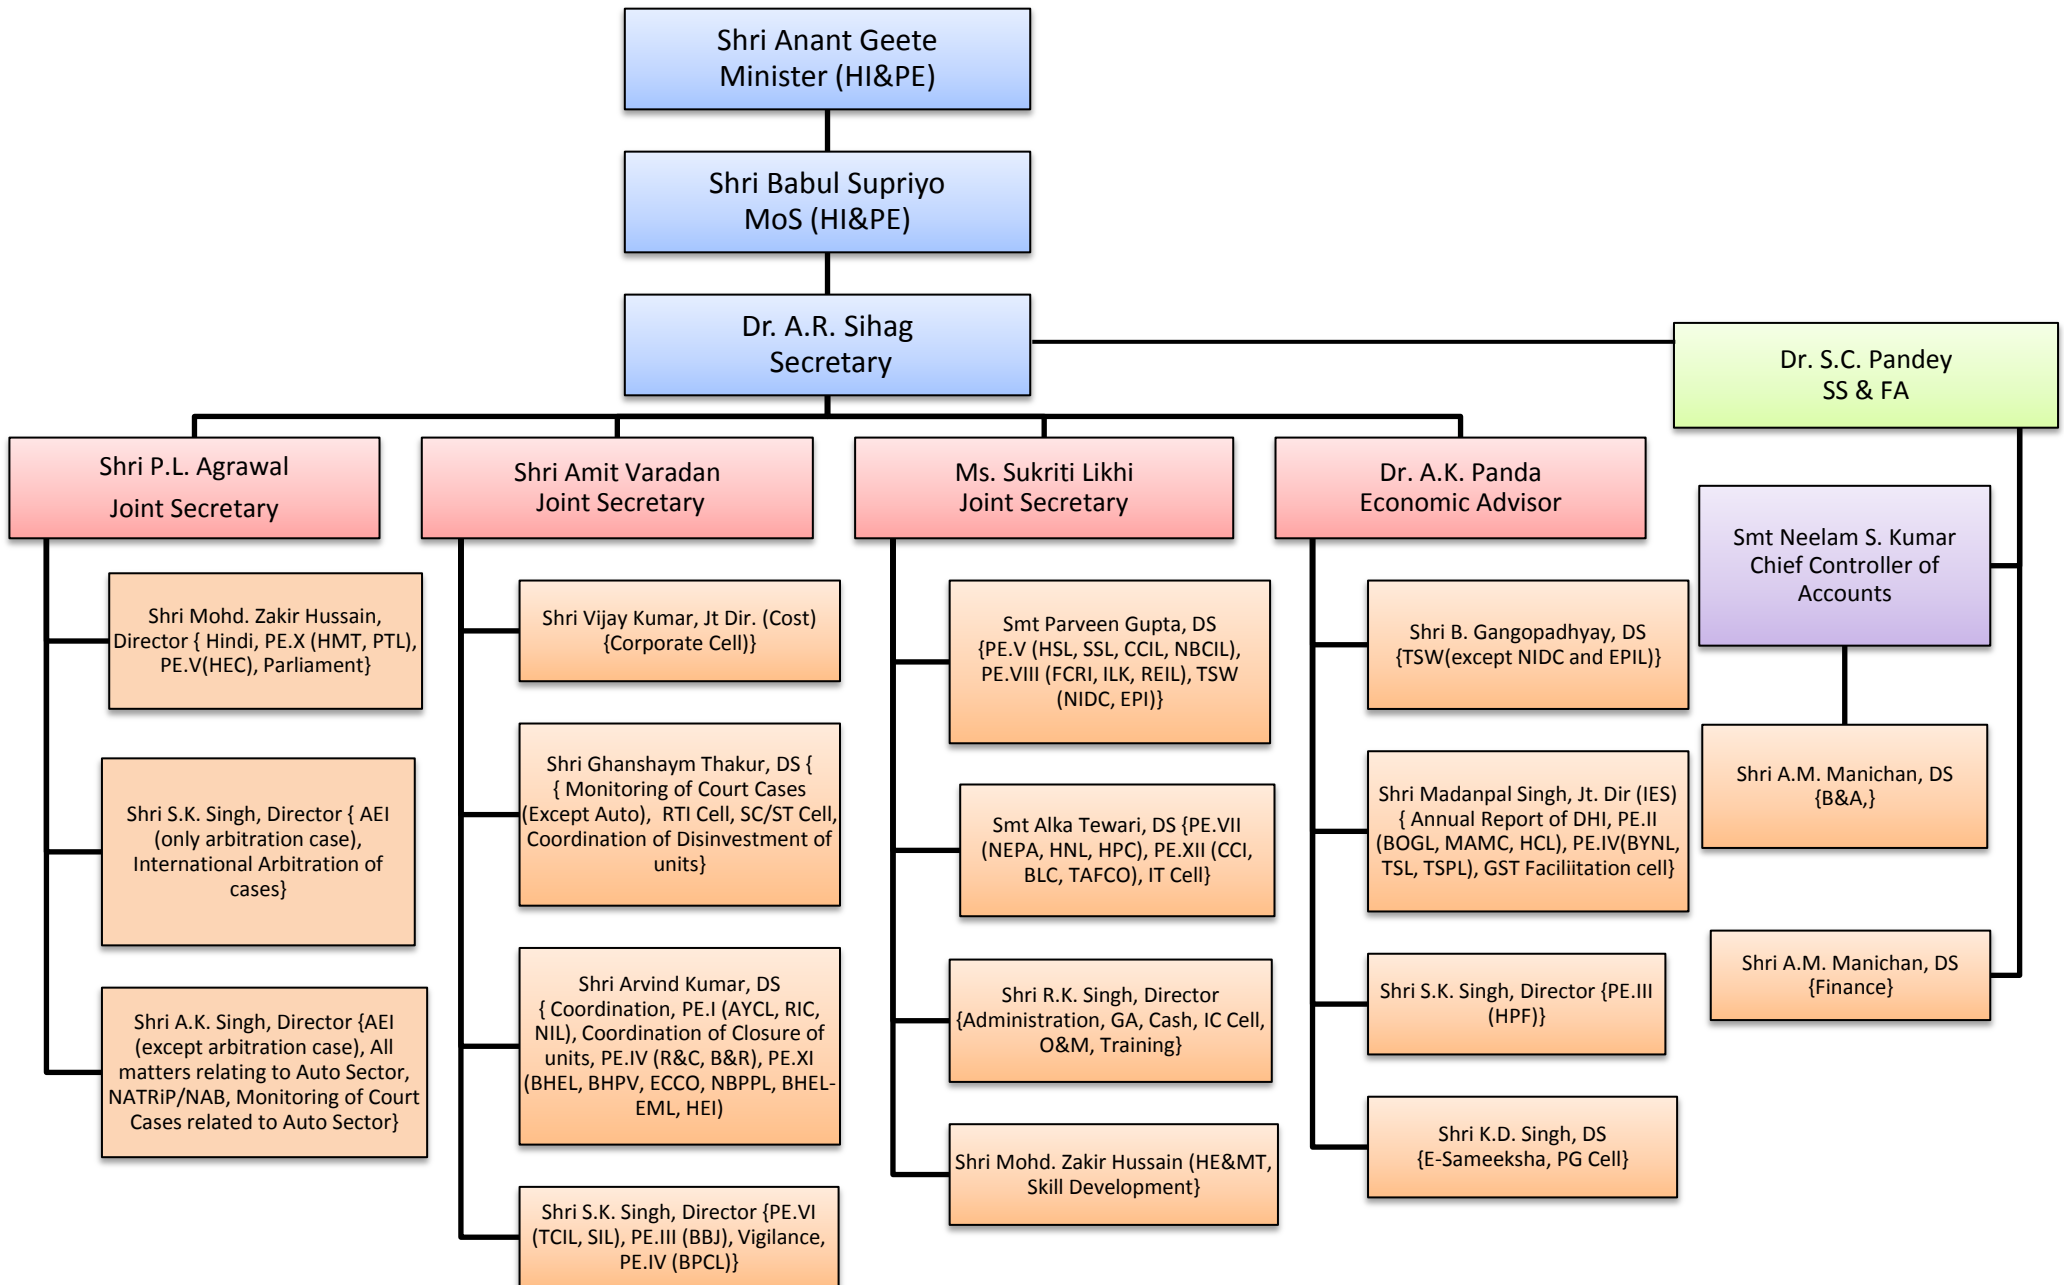 Shri Anant Geete
Minister (HI&PE)
Shri Babul Supriyo
MoS (HI&PE)
Dr. A.R. Sihag
Secretary
Dr. S.C. Pandey
SS & FA
Shri P.L. Agrawal
Joint Secretary
Shri Mohd. Zakir Hussain,
Director { Hindi, PE.X (HMT, PTL),
PE.V(HEC), Parliament}
Shri S.K. Singh, Director { AEI
(only arbitration case),
International Arbitration of
cases}
Shri A.K. Singh, Director {AEI
(except arbitration case), All
matters relating to Auto Sector,
NATRiP/NAB, Monitoring of Court
Cases related to Auto Sector}
Shri Amit Varadan
Joint Secretary
Shri Vijay Kumar, Jt Dir. (Cost)
{Corporate Cell)}
Shri Ghanshaym Thakur, DS {
{ Monitoring of Court Cases
(Except Auto), RTI Cell, SC/ST Cell,
Coordination of Disinvestment of
units}
Shri Arvind Kumar, DS
{ Coordination, PE.I (AYCL, RIC,
NIL), Coordination of Closure of
units, PE.IV (R&C, B&R), PE.XI
(BHEL, BHPV, ECCO, NBPPL, BHEL-
EML, HEI)
Shri S.K. Singh, Director {PE.VI
(TCIL, SIL), PE.III (BBJ), Vigilance,
PE.IV (BPCL)}
Ms. Sukriti Likhi
Joint Secretary
Smt Parveen Gupta, DS
{PE.V (HSL, SSL, CCIL, NBCIL),
PE.VIII (FCRI, ILK, REIL), TSW
(NIDC, EPI)}
Smt Alka Tewari, DS {PE.VII
(NEPA, HNL, HPC), PE.XII (CCI,
BLC, TAFCO), IT Cell}
Shri R.K. Singh, Director
{Administration, GA, Cash, IC Cell,
O&M, Training}
Shri Mohd. Zakir Hussain (HE&MT,
Skill Development}
Dr. A.K. Panda
Economic Advisor
Shri B. Gangopadhyay, DS
{TSW(except NIDC and EPIL)}
Shri Madanpal Singh, Jt. Dir (IES)
{ Annual Report of DHI, PE.II
(BOGL, MAMC, HCL), PE.IV(BYNL,
TSL, TSPL), GST Faciliitation cell}
Shri S.K. Singh, Director {PE.III
(HPF)}
Shri K.D. Singh, DS
{E-Sameeksha, PG Cell}
Smt Neelam S. Kumar
Chief Controller of
Accounts
Shri A.M. Manichan, DS
{B&A,}
Shri A.M. Manichan, DS
{Finance}